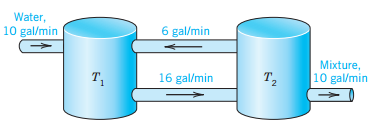 Water,
10 gal/min
6 gal/min
T1
16 gal/min
T2
Mixture,
10 gal/min